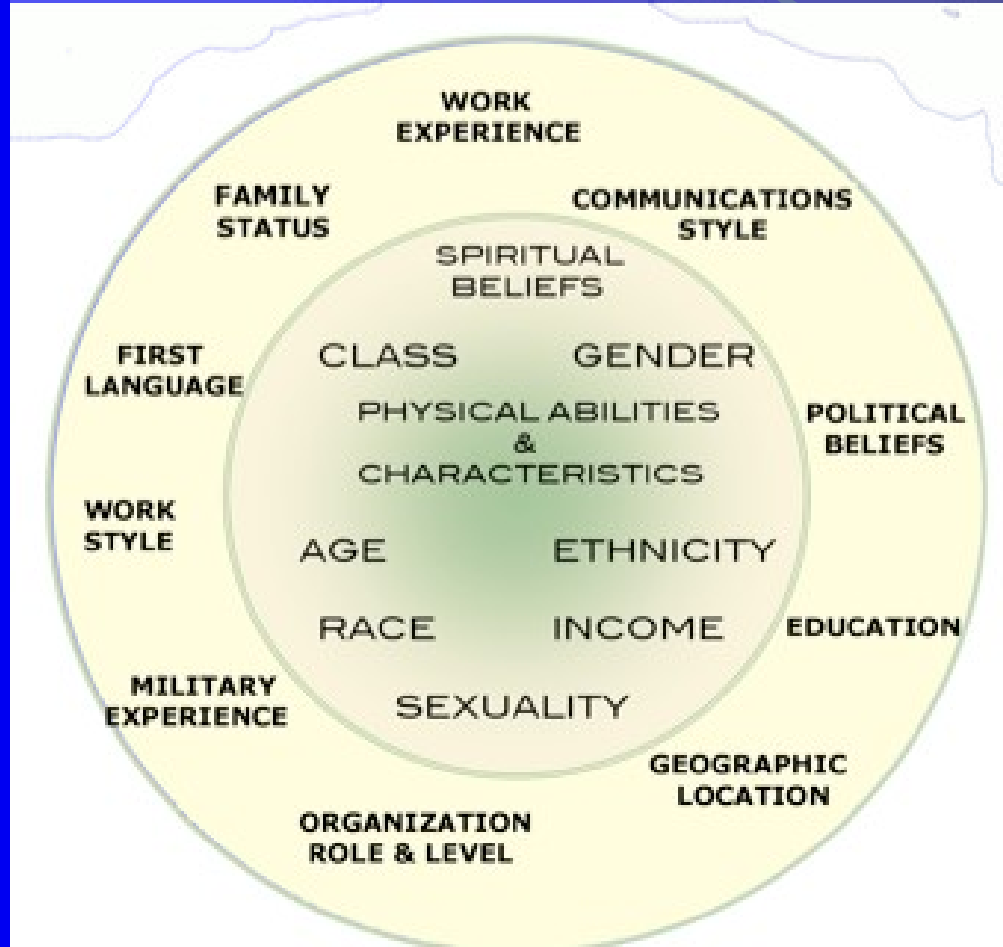 WORK
EXPERIENCE
FAMILY
STATUS
COMMUNICATIONS
STYLE
SPIRITUAL
BELIEFS
FIRST
LANGUAGE
CLASS
GENDER
PHYSICAL ABILITIES
&
CHARACTERISTICS
POLITICAL
BELIEFS
WORK
STYLE
AGE
ETHNICITY
RACE
INCOME
EDUCATION
MILITARY
EXPERIENCE
SEXUALITY
GEOGRAPHIC
LOCATION
ORGANIZATION
ROLE & LEVEL